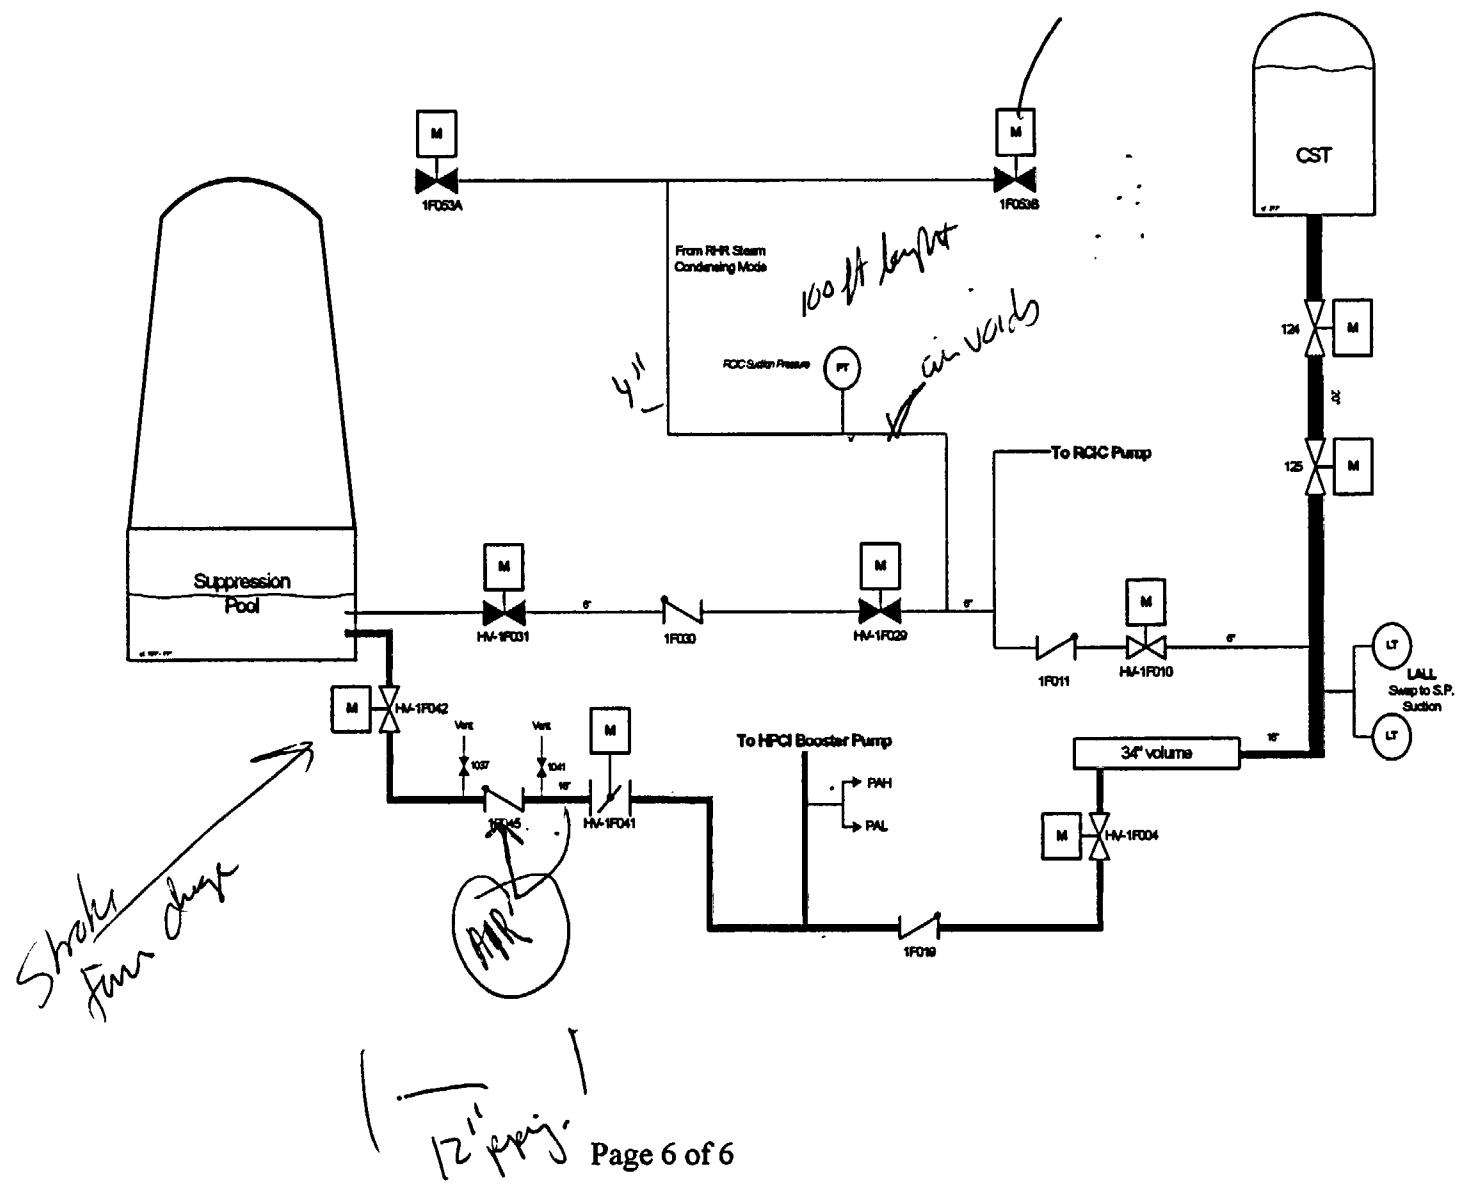 M
M
CST
1F053A
1F053B
From RHR Steam
Condensing Mode
100 ft height
124
M
air voids
RCIC Suction Pressure
PT
4"
20"
To RCIC Pump
125
M
M
M
Suppression
Pool
6"
6"
M
HV-1F031
1F030
HV-1F029
6"
LT
1F011
HV-1F010
LALL
Swap to S.P.
Suction
M
HV-1F042
Vent
Vent
M
To HPCI Booster Pump
16"
LT
34" volume
1037
1041
16"
PAH
1F045
HV-1F041
PAL
M
HV-1F004
AIR
1F019
Stroke
12" piping.
Page 6 of 6